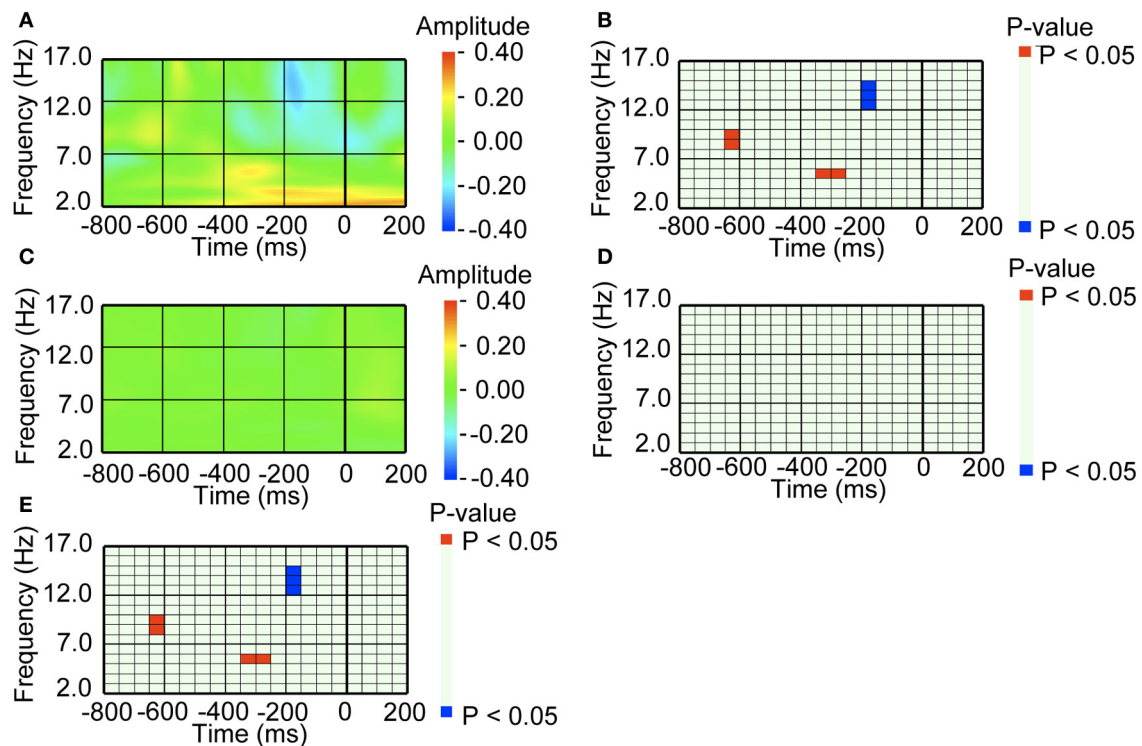 A
Amplitude
Frequency (Hz)
17.0
12.0
7.0
2.0
-800 -600 -400 -200 0 200
Time (ms)
- 0.40
- 0.20
- 0.00
- -0.20
- -0.40
B
P-value
Frequency (Hz)
17.0
12.0
7.0
2.0
-800 -600 -400 -200 0 200
Time (ms)
P < 0.05
P < 0.05
C
Amplitude
Frequency (Hz)
17.0
12.0
7.0
2.0
-800 -600 -400 -200 0 200
Time (ms)
- 0.40
- 0.20
- 0.00
- -0.20
- -0.40
D
P-value
Frequency (Hz)
17.0
12.0
7.0
2.0
-800 -600 -400 -200 0 200
Time (ms)
P < 0.05
P < 0.05
E
P-value
Frequency (Hz)
17.0
12.0
7.0
2.0
-800 -600 -400 -200 0 200
Time (ms)
P < 0.05
P < 0.05